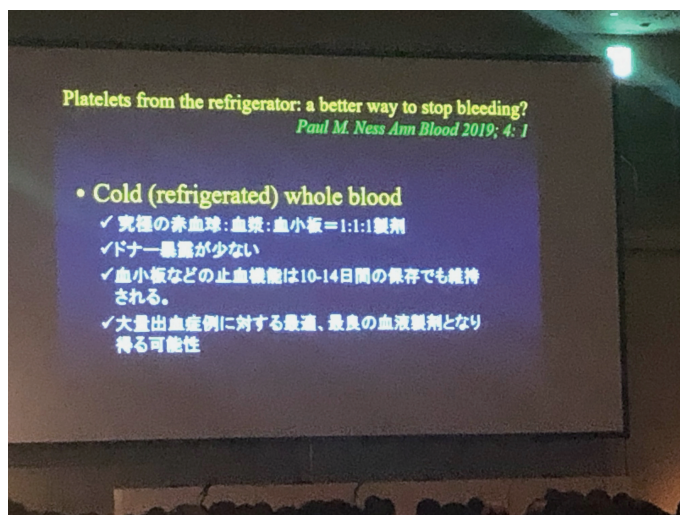 Platelets from the refrigerator: a better way to stop bleeding?
Paul M. Ness Ann Blood 2019; 4: 1
• Cold (refrigerated) whole blood
✓ 究極の赤血球:血漿:血小板=1:1:1製剤
✓ドナー暴露が少ない
✓血小板などの止血機能は10-14日間の保存でも維持
される。
✓大量出血症例に対する最適、最良の血液製剤となり
得る可能性